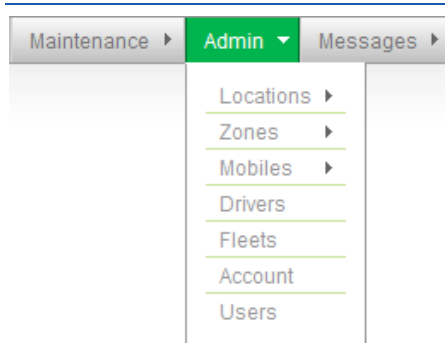 Maintenance Admin Messages
Locations
Zones
Mobiles
Drivers
Fleets
Account
Users